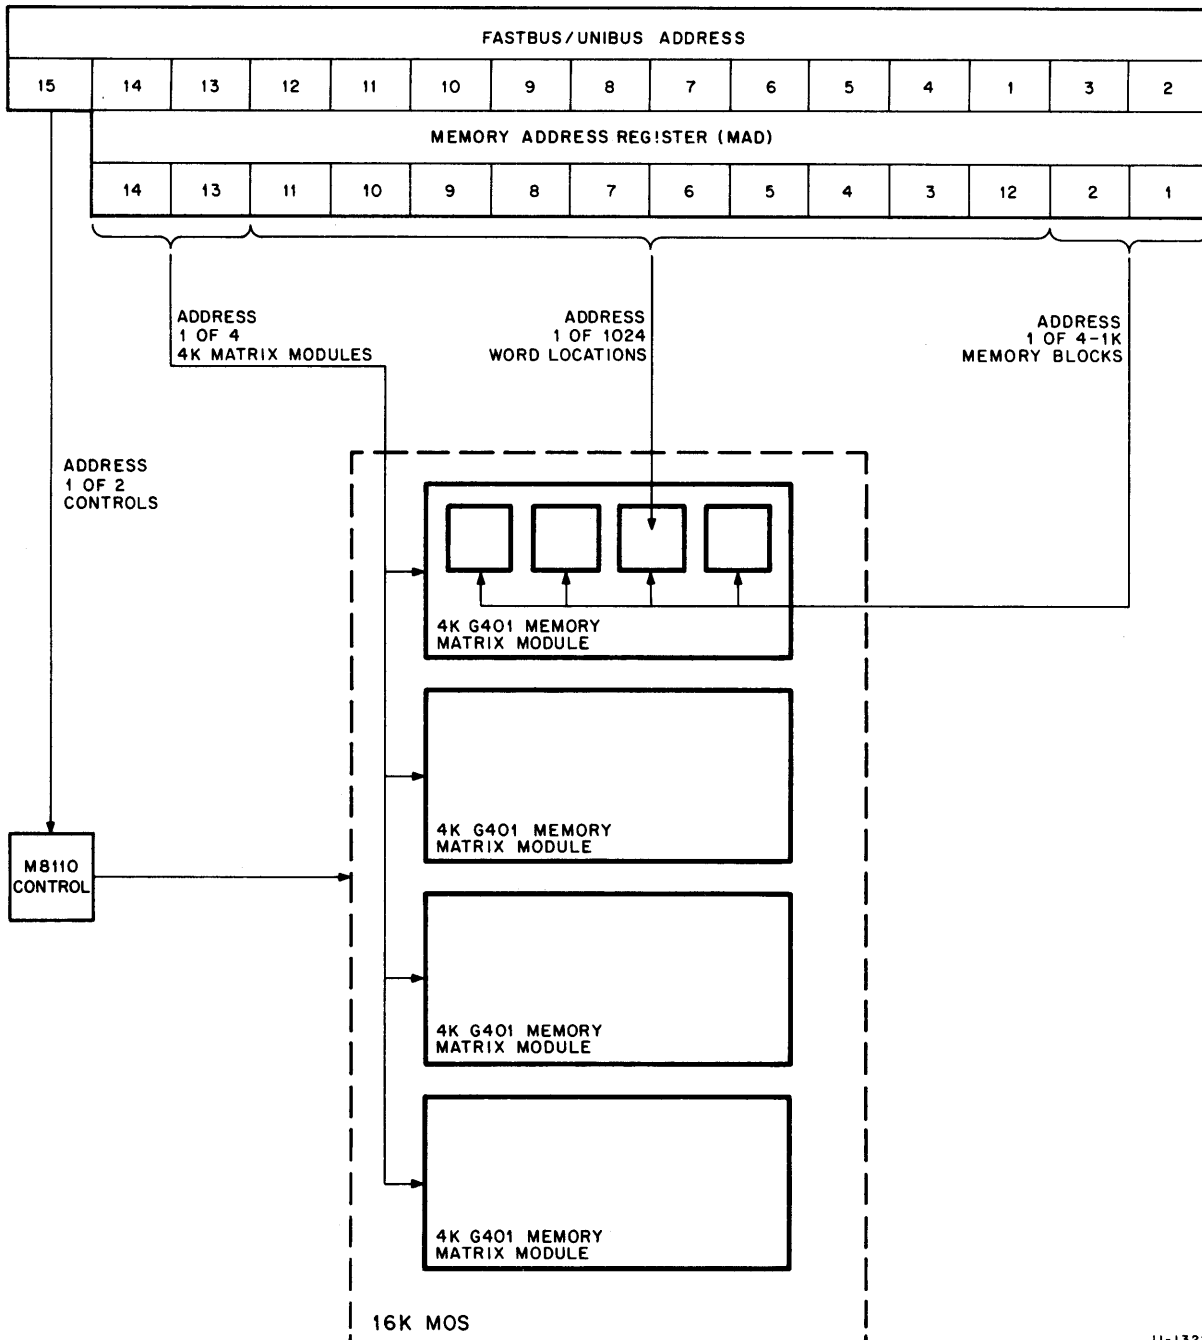 FASTBUS/UNIBUS ADDRESS
15 14 13 12 11 10 9 8 7 6 5 4 1 3 2
MEMORY ADDRESS REGISTER (MAD)
14 13 11 10 9 8 7 6 5 4 3 12 2 1
ADDRESS
1 OF 4
4K MATRIX MODULES
ADDRESS
1 OF 1024
WORD LOCATIONS
ADDRESS
1 OF 4-1K
MEMORY BLOCKS
ADDRESS
1 OF 2
CONTROLS
4K G401 MEMORY
MATRIX MODULE
4K G401 MEMORY
MATRIX MODULE
M8110
CONTROL
4K G401 MEMORY
MATRIX MODULE
4K G401 MEMORY
MATRIX MODULE
16K MOS